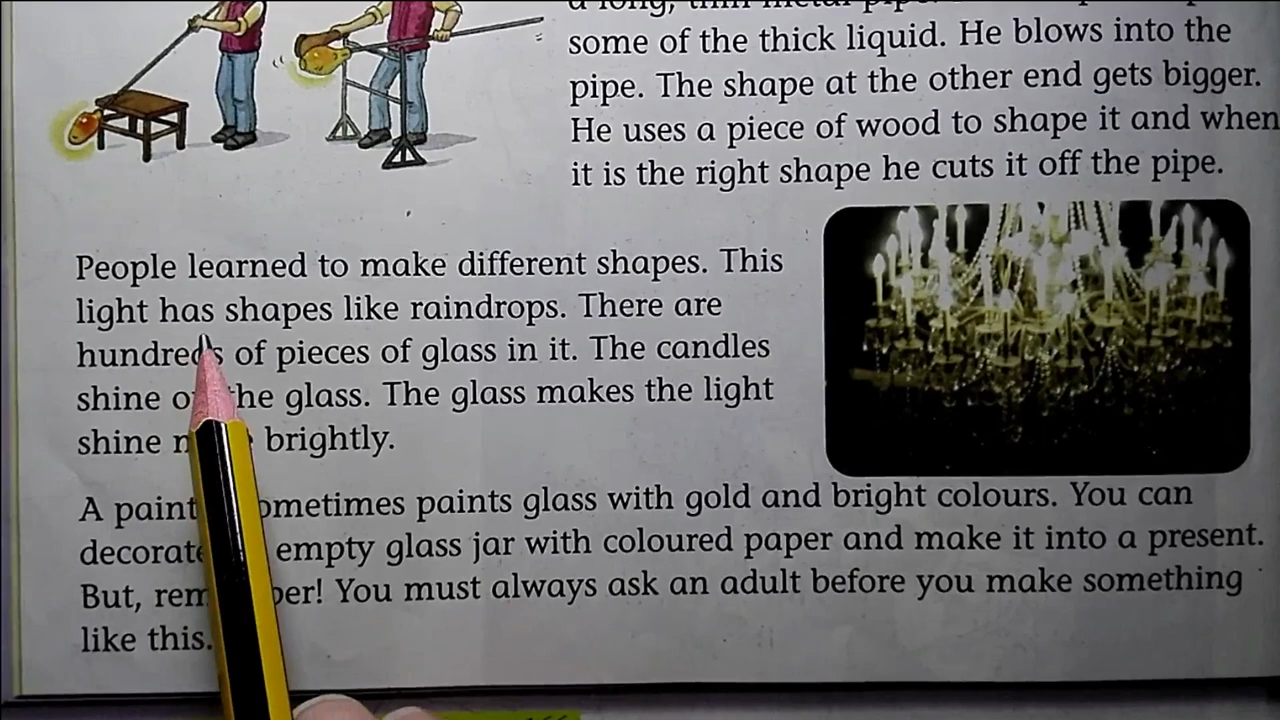 a long, thin metal pipe.
some of the thick liquid. He blows into the
pipe. The shape at the other end gets bigger.
He uses a piece of wood to shape it and when
it is the right shape he cuts it off the pipe.
People learned to make different shapes. This
light has shapes like raindrops. There are
hundreds of pieces of glass in it. The candles
shine on the glass. The glass makes the light
shine brightly.
A sometimes paints glass with gold and bright colours. You can
decorate empty glass jar with coloured paper and make it into a present.
But, remember! You must always ask an adult before you make something
like this.